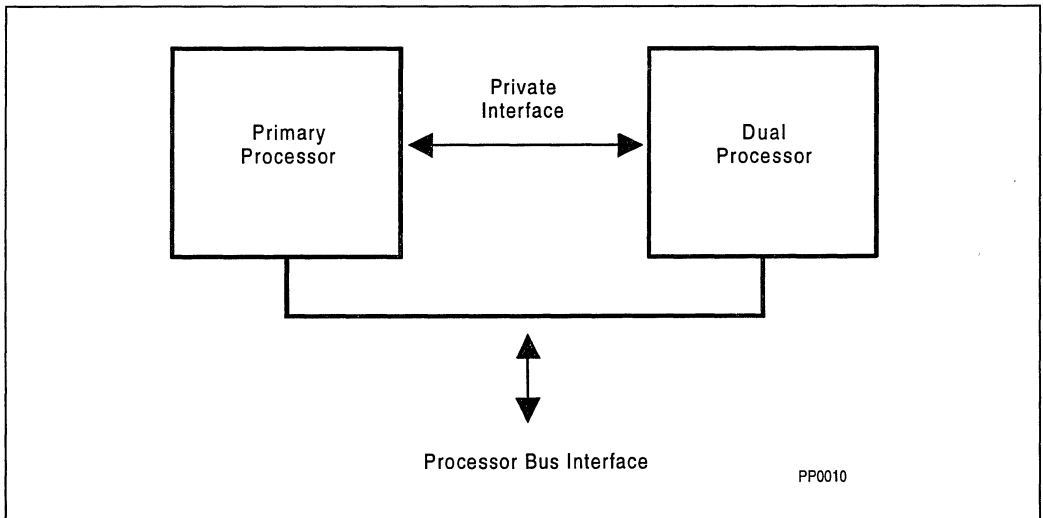 Private
Interface
Primary
Processor
Dual
Processor
Processor Bus Interface
PP0010